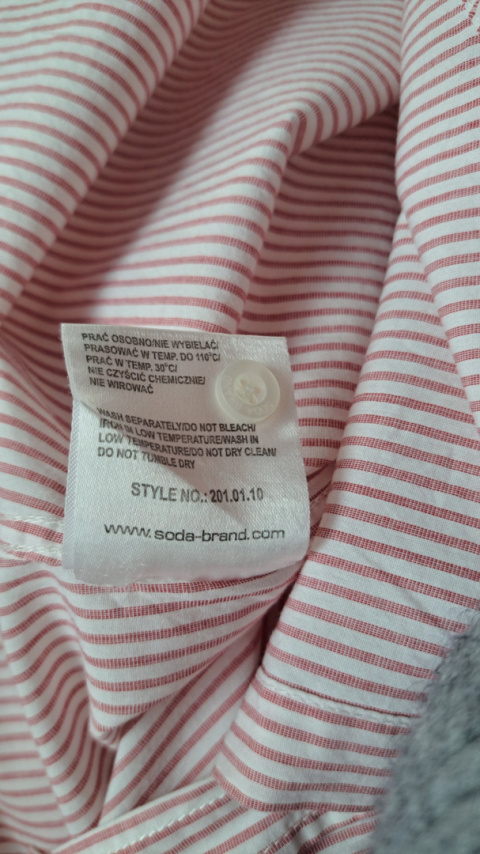 PRAĆ OSOBNO/NIE WYBIELAĆ/
PRASOWAĆ W TEMP. DO 110°C/
PRAĆ W TEMP. 30°C/
NIE CZYŚCIĆ CHEMICZNIE/
NIE WIROWAĆ
WASH SEPARATELY/DO NOT BLEACH/
IRON IN LOW TEMPERATURE/WASH IN
LOW TEMPERATURE/DO NOT DRY CLEAN/
DO NOT TUMBLE DRY
STYLE NO.: 201.01.10
www.soda-brand.com